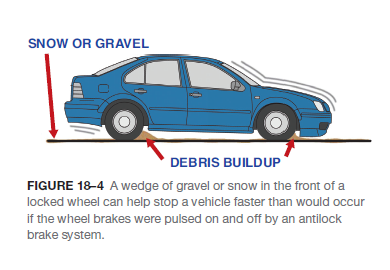 SNOW OR GRAVEL
DEBRIS BUILDUP
FIGURE 18–4 A wedge of gravel or snow in the front of a
locked wheel can help stop a vehicle faster than would occur
if the wheel brakes were pulsed on and off by an antilock
brake system.